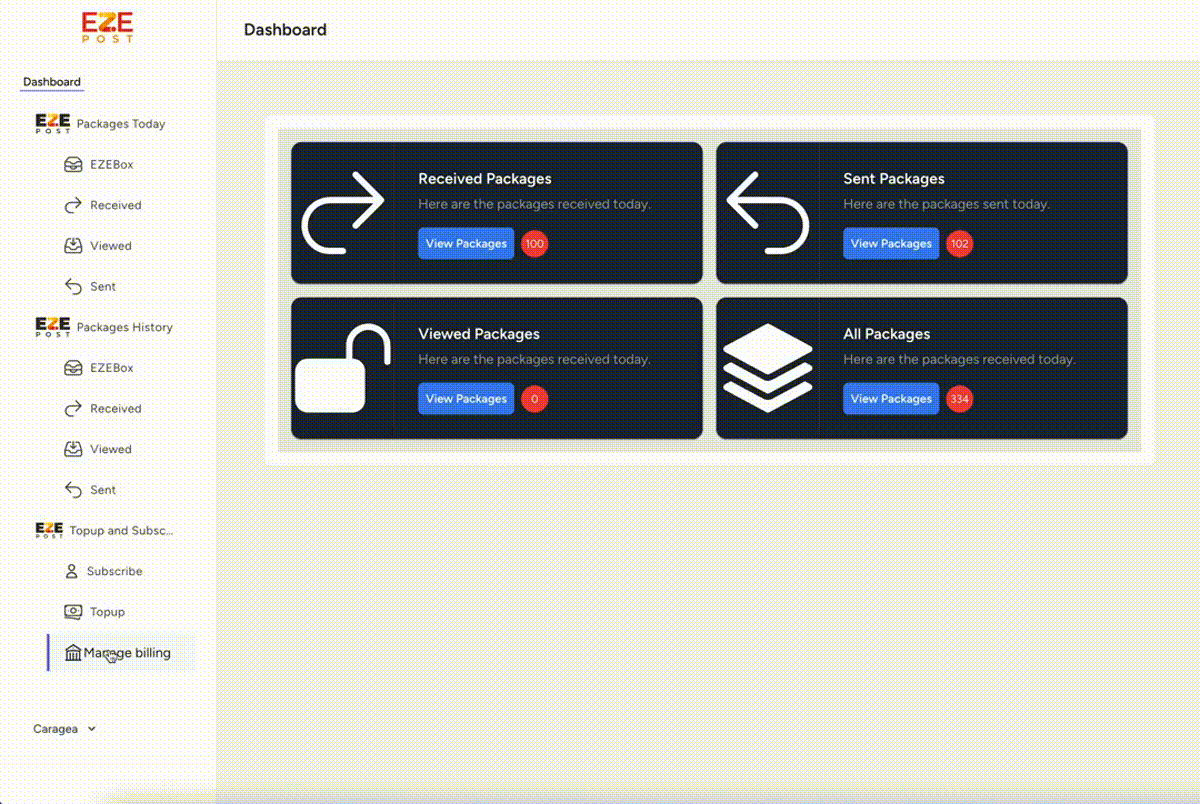 EZE
POST
Dashboard
Dashboard
EZE
POST
Packages Today
EZEBox
Received
Viewed
Sent
EZE
POST
Packages History
EZEBox
Received
Viewed
Sent
EZE
POST
Topup and Subsc...
Subscribe
Topup
Manage billing
Caragea
Received Packages
Here are the packages received today.
View Packages 100
Sent Packages
Here are the packages sent today.
View Packages 102
Viewed Packages
Here are the packages received today.
View Packages 0
All Packages
Here are the packages received today.
View Packages 334